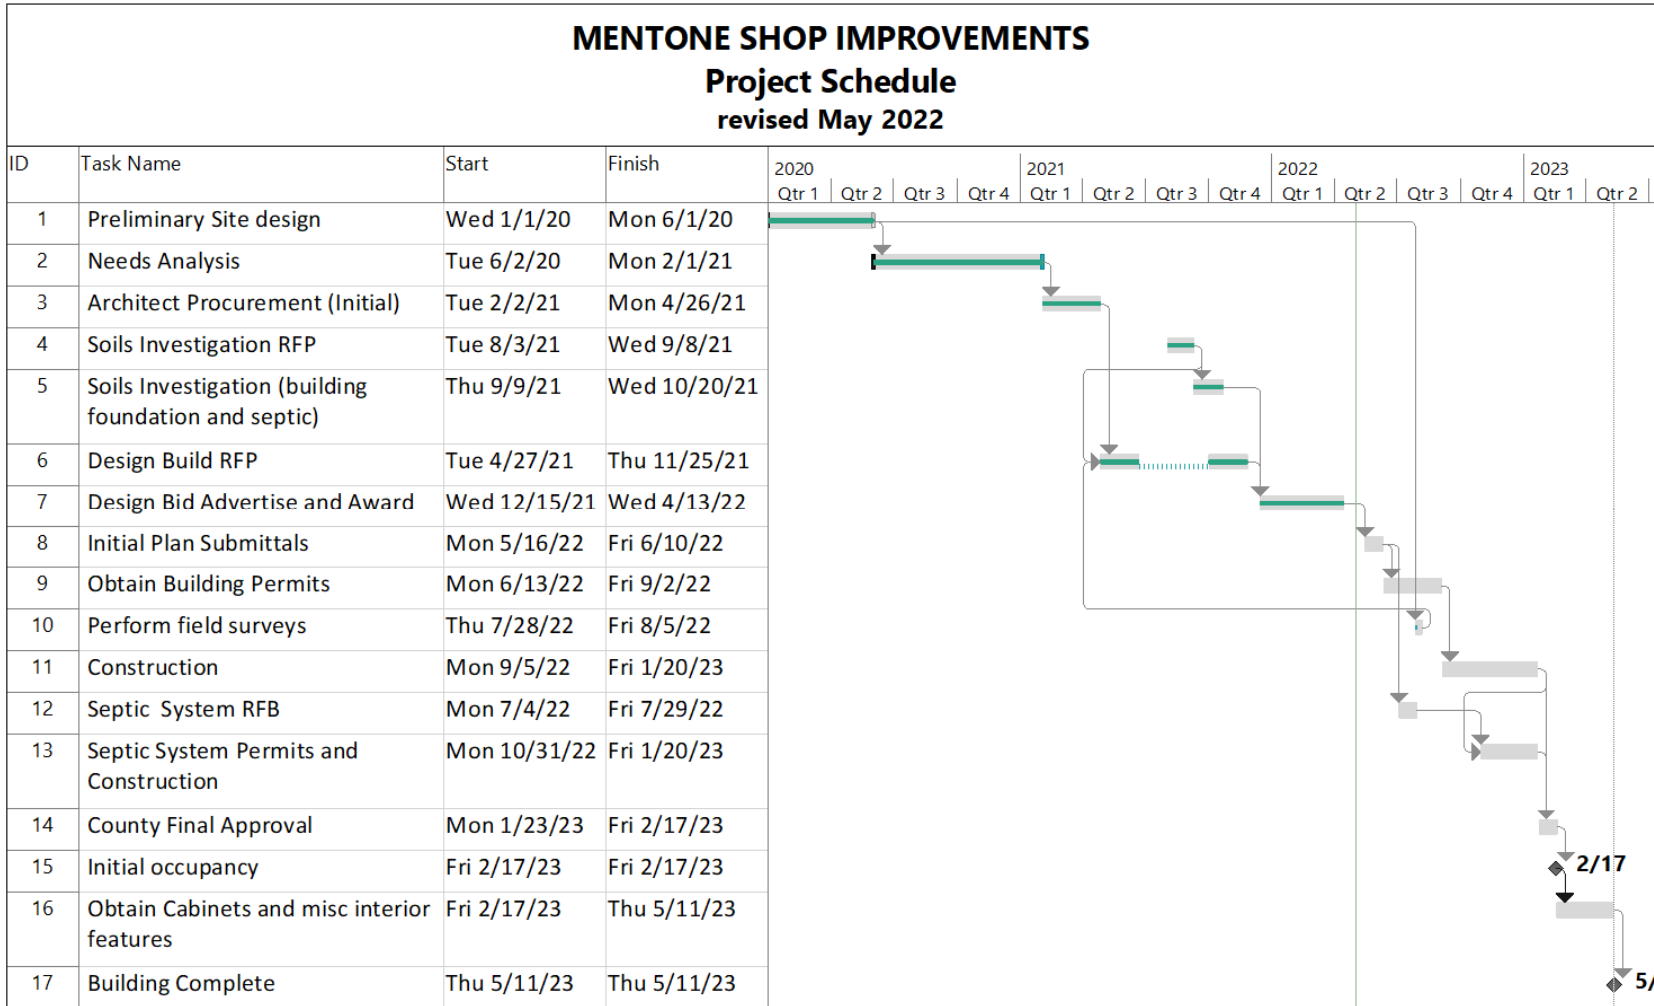 MENTONE SHOP IMPROVEMENTS
Project Schedule
revised May 2022
ID Task Name Start Finish 2020 2021 2022 2023
Qtr 1 Qtr 2 Qtr 3 Qtr 4 Qtr 1 Qtr 2 Qtr 3 Qtr 4 Qtr 1 Qtr 2 Qtr 3 Qtr 4 Qtr 1 Qtr 2
1 Preliminary Site design Wed 1/1/20 Mon 6/1/20
2 Needs Analysis Tue 6/2/20 Mon 2/1/21
3 Architect Procurement (Initial) Tue 2/2/21 Mon 4/26/21
4 Soils Investigation RFP Tue 8/3/21 Wed 9/8/21
5 Soils Investigation (building Thu 9/9/21 Wed 10/20/21
foundation and septic)
6 Design Build RFP Tue 4/27/21 Thu 11/25/21
7 Design Bid Advertise and Award Wed 12/15/21 Wed 4/13/22
8 Initial Plan Submittals Mon 5/16/22 Fri 6/10/22
9 Obtain Building Permits Mon 6/13/22 Fri 9/2/22
10 Perform field surveys Thu 7/28/22 Fri 8/5/22
11 Construction Mon 9/5/22 Fri 1/20/23
12 Septic System RFB Mon 7/4/22 Fri 7/29/22
13 Septic System Permits and Mon 10/31/22 Fri 1/20/23
Construction
14 County Final Approval Mon 1/23/23 Fri 2/17/23
15 Initial occupancy Fri 2/17/23 Fri 2/17/23 2/17
16 Obtain Cabinets and misc interior Fri 2/17/23 Thu 5/11/23
features
17 Building Complete Thu 5/11/23 Thu 5/11/23 5/